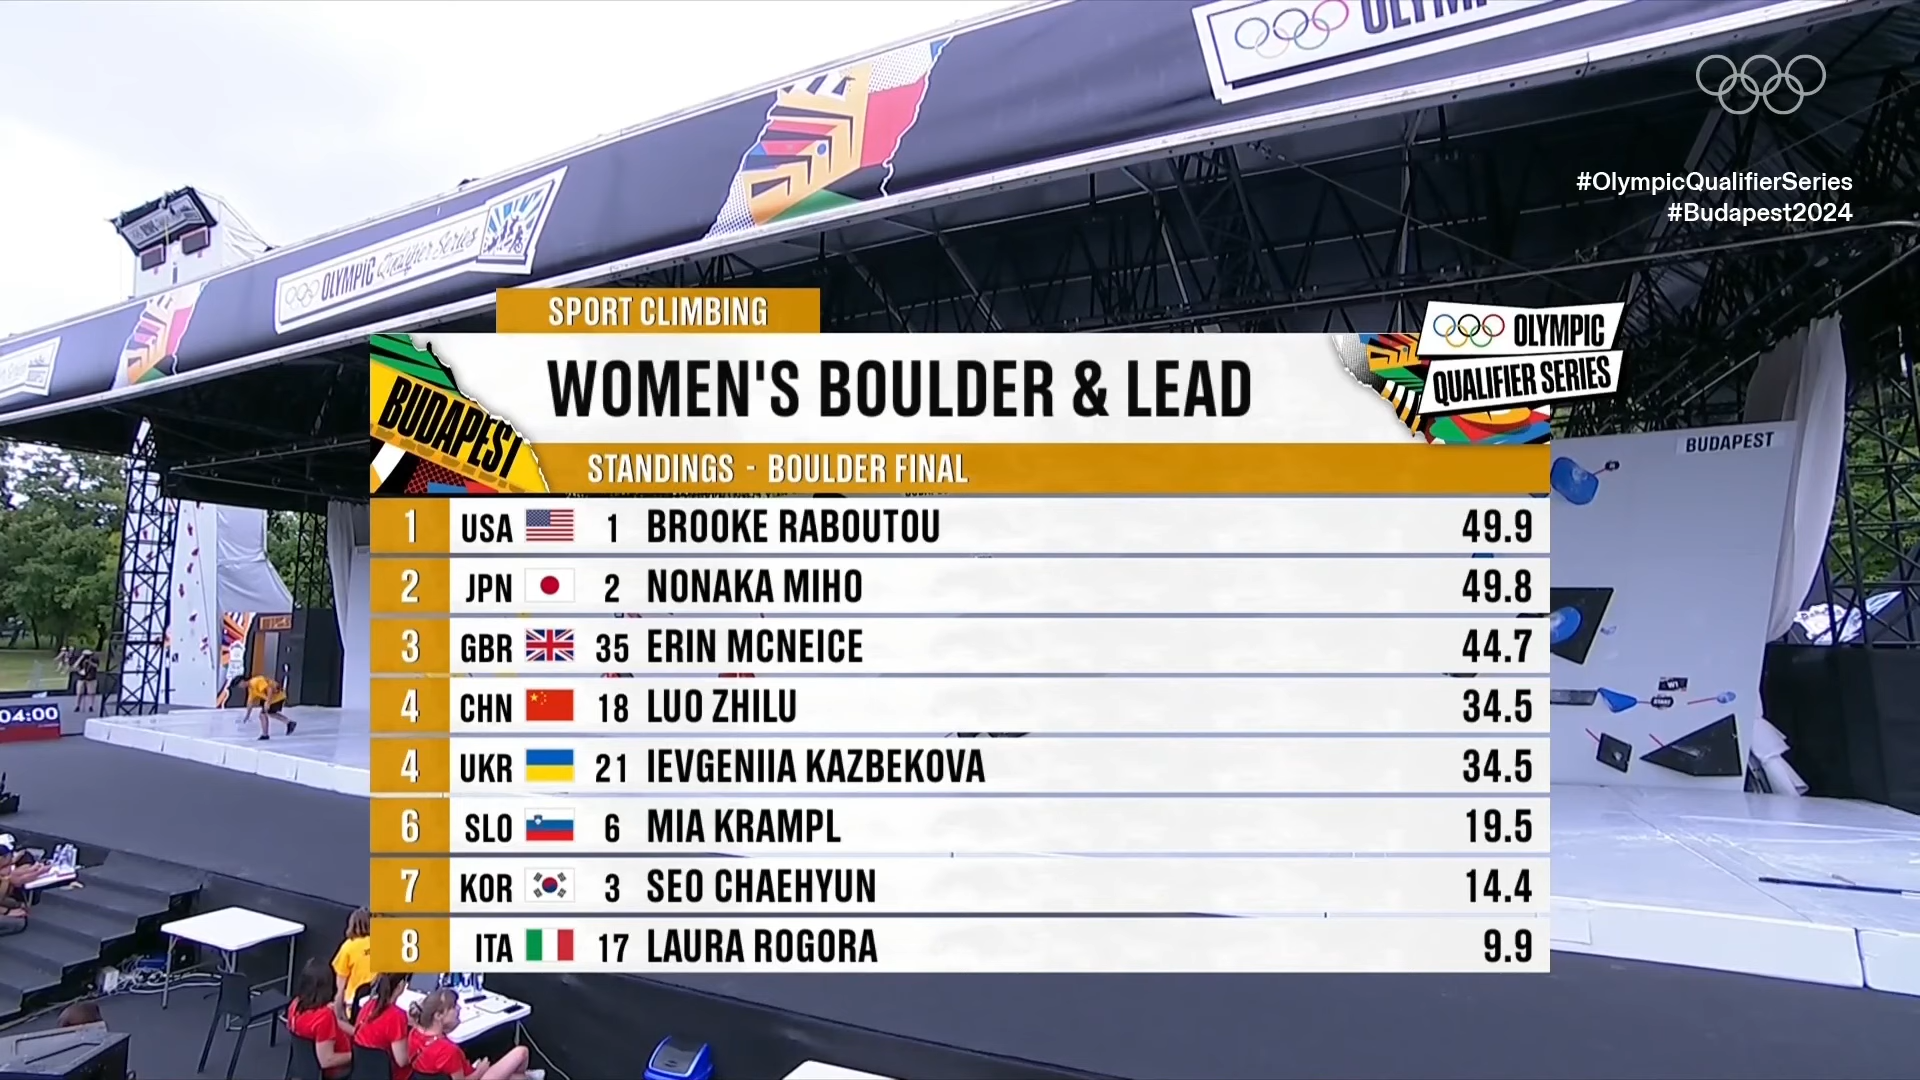 OLYMPIC Qualifier Series
#OlympicQualifierSeries
#Budapest2024
SPORT CLIMBING
OLYMPIC
QUALIFIER SERIES
BUDAPEST
WOMEN'S BOULDER & LEAD
STANDINGS - BOULDER FINAL
BUDAPEST
1 USA 1 BROOKE RABOUTOU 49.9
2 JPN 2 NONAKA MIHO 49.8
3 GBR 35 ERIN MCNEICE 44.7
4 CHN 18 LUO ZHILU 34.5
4 UKR 21 IEVGENIIA KAZBEKOVA 34.5
6 SLO 6 MIA KRAMPL 19.5
7 KOR 3 SEO CHAEHYUN 14.4
8 ITA 17 LAURA ROGORA 9.9
04:00